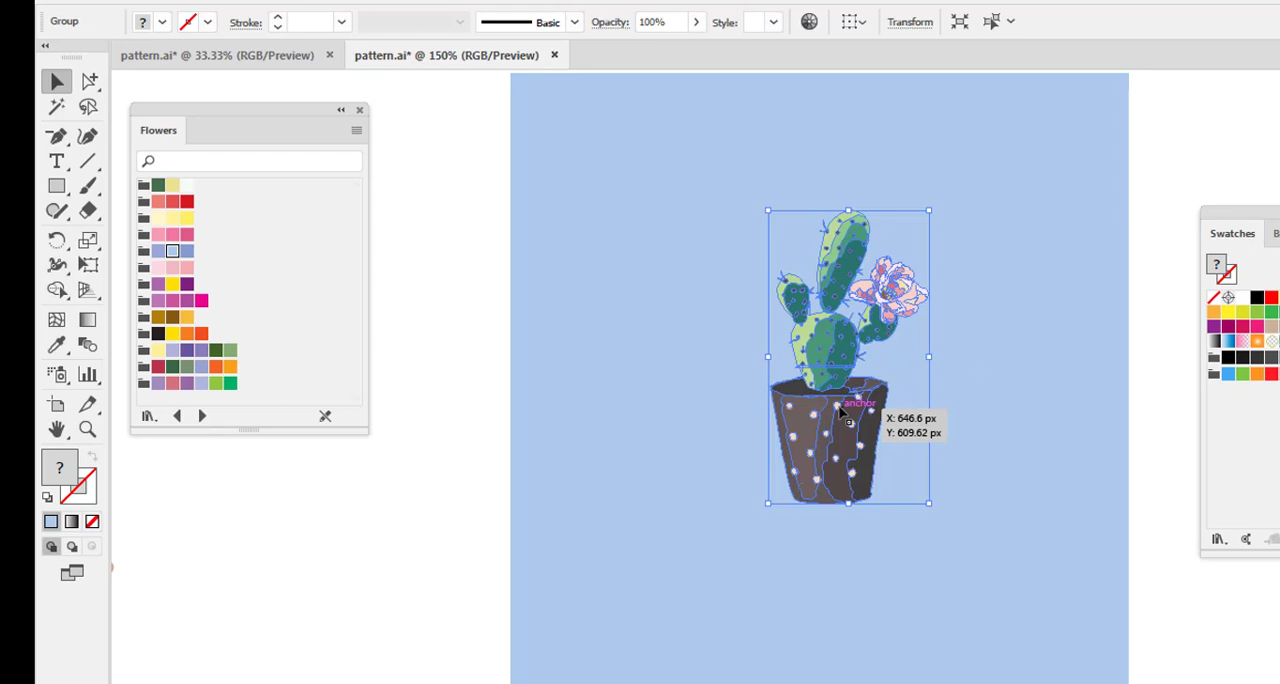 Group
?
Stroke:
Basic
Opacity:
100%
Style:
Transform
pattern.ai* @ 33.33% (RGB/Preview)
pattern.ai* @ 150% (RGB/Preview)
Flowers
T
anchor
X: 646.6 px
Y: 609.62 px
Swatches
B
?
?